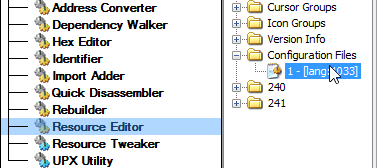 Address Converter
Dependency Walker
Hex Editor
Identifier
Import Adder
Quick Disassembler
Rebuilder
Resource Editor
Resource Tweaker
UPX Utility
Cursor Groups
Icon Groups
Version Info
Configuration Files
1 - [lang: 033]
240
241